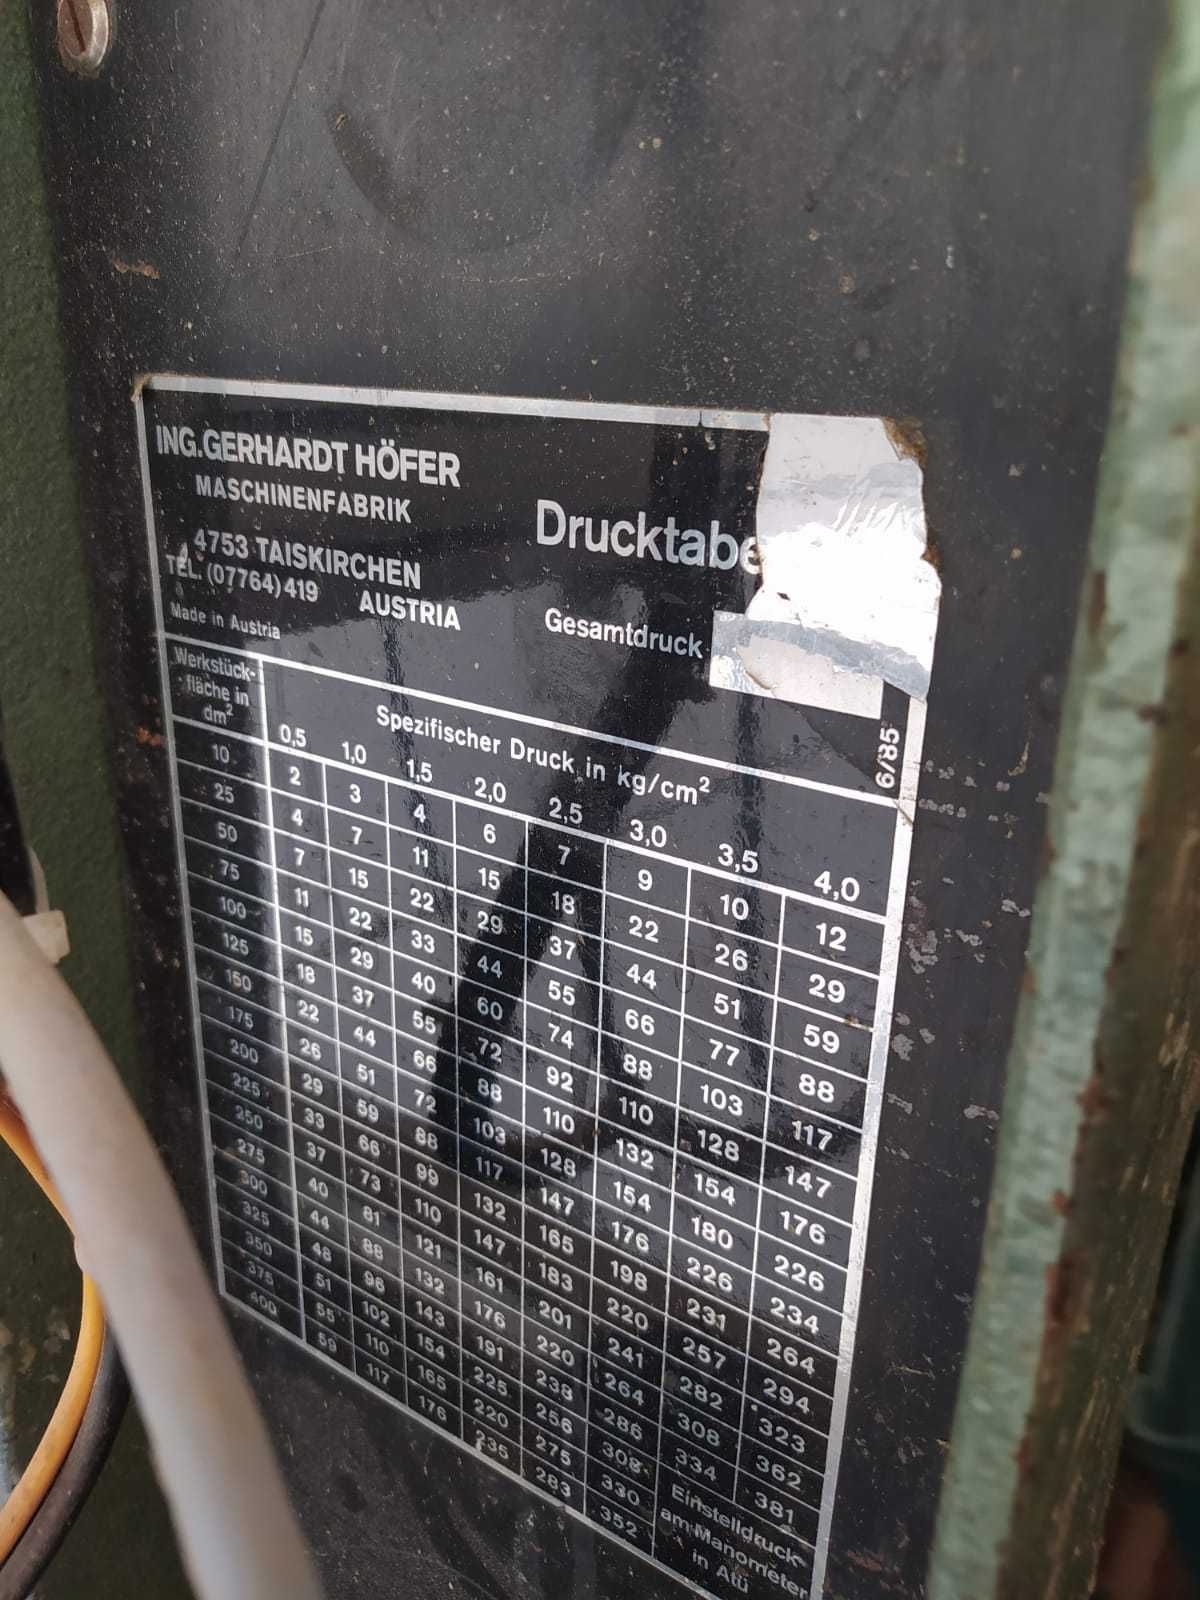 ING.GERHARDT HÖFER
MASCHINENFABRIK
4753 TAISKIRCHEN
TEL. (07764) 419 AUSTRIA
Made in Austria
Drucktabe
Gesamtdruck
6/85
Werkstück-
fläche in
dm²
Spezifischer Druck in kg/cm²
0,5 1,0 1,5 2,0 2,5 3,0 3,5 4,0
10 2 3 4 6 7 9 10 12
25 4 7 11 15 18 22 26 29
50 7 15 22 29 37 44 51 59
75 11 22 33 44 55 66 77 88
100 15 29 40 60 74 88 103 117
125 18 37 55 72 92 110 128 147
150 22 44 66 88 110 132 154 176
175 26 51 72 103 128 154 180 226
200 29 59 88 117 147 176 226 234
225 33 66 99 132 165 198 231 264
250 37 73 110 147 183 220 257 294
275 40 81 121 161 201 241 282 323
300 44 88 132 176 220 264 308 362
325 48 96 143 191 238 286 334 381
350 51 102 154 225 256 308
375 55 110 165 220 275 330
400 59 117 176 235 283 352
Einstelldruck
am Manometer
in Atü